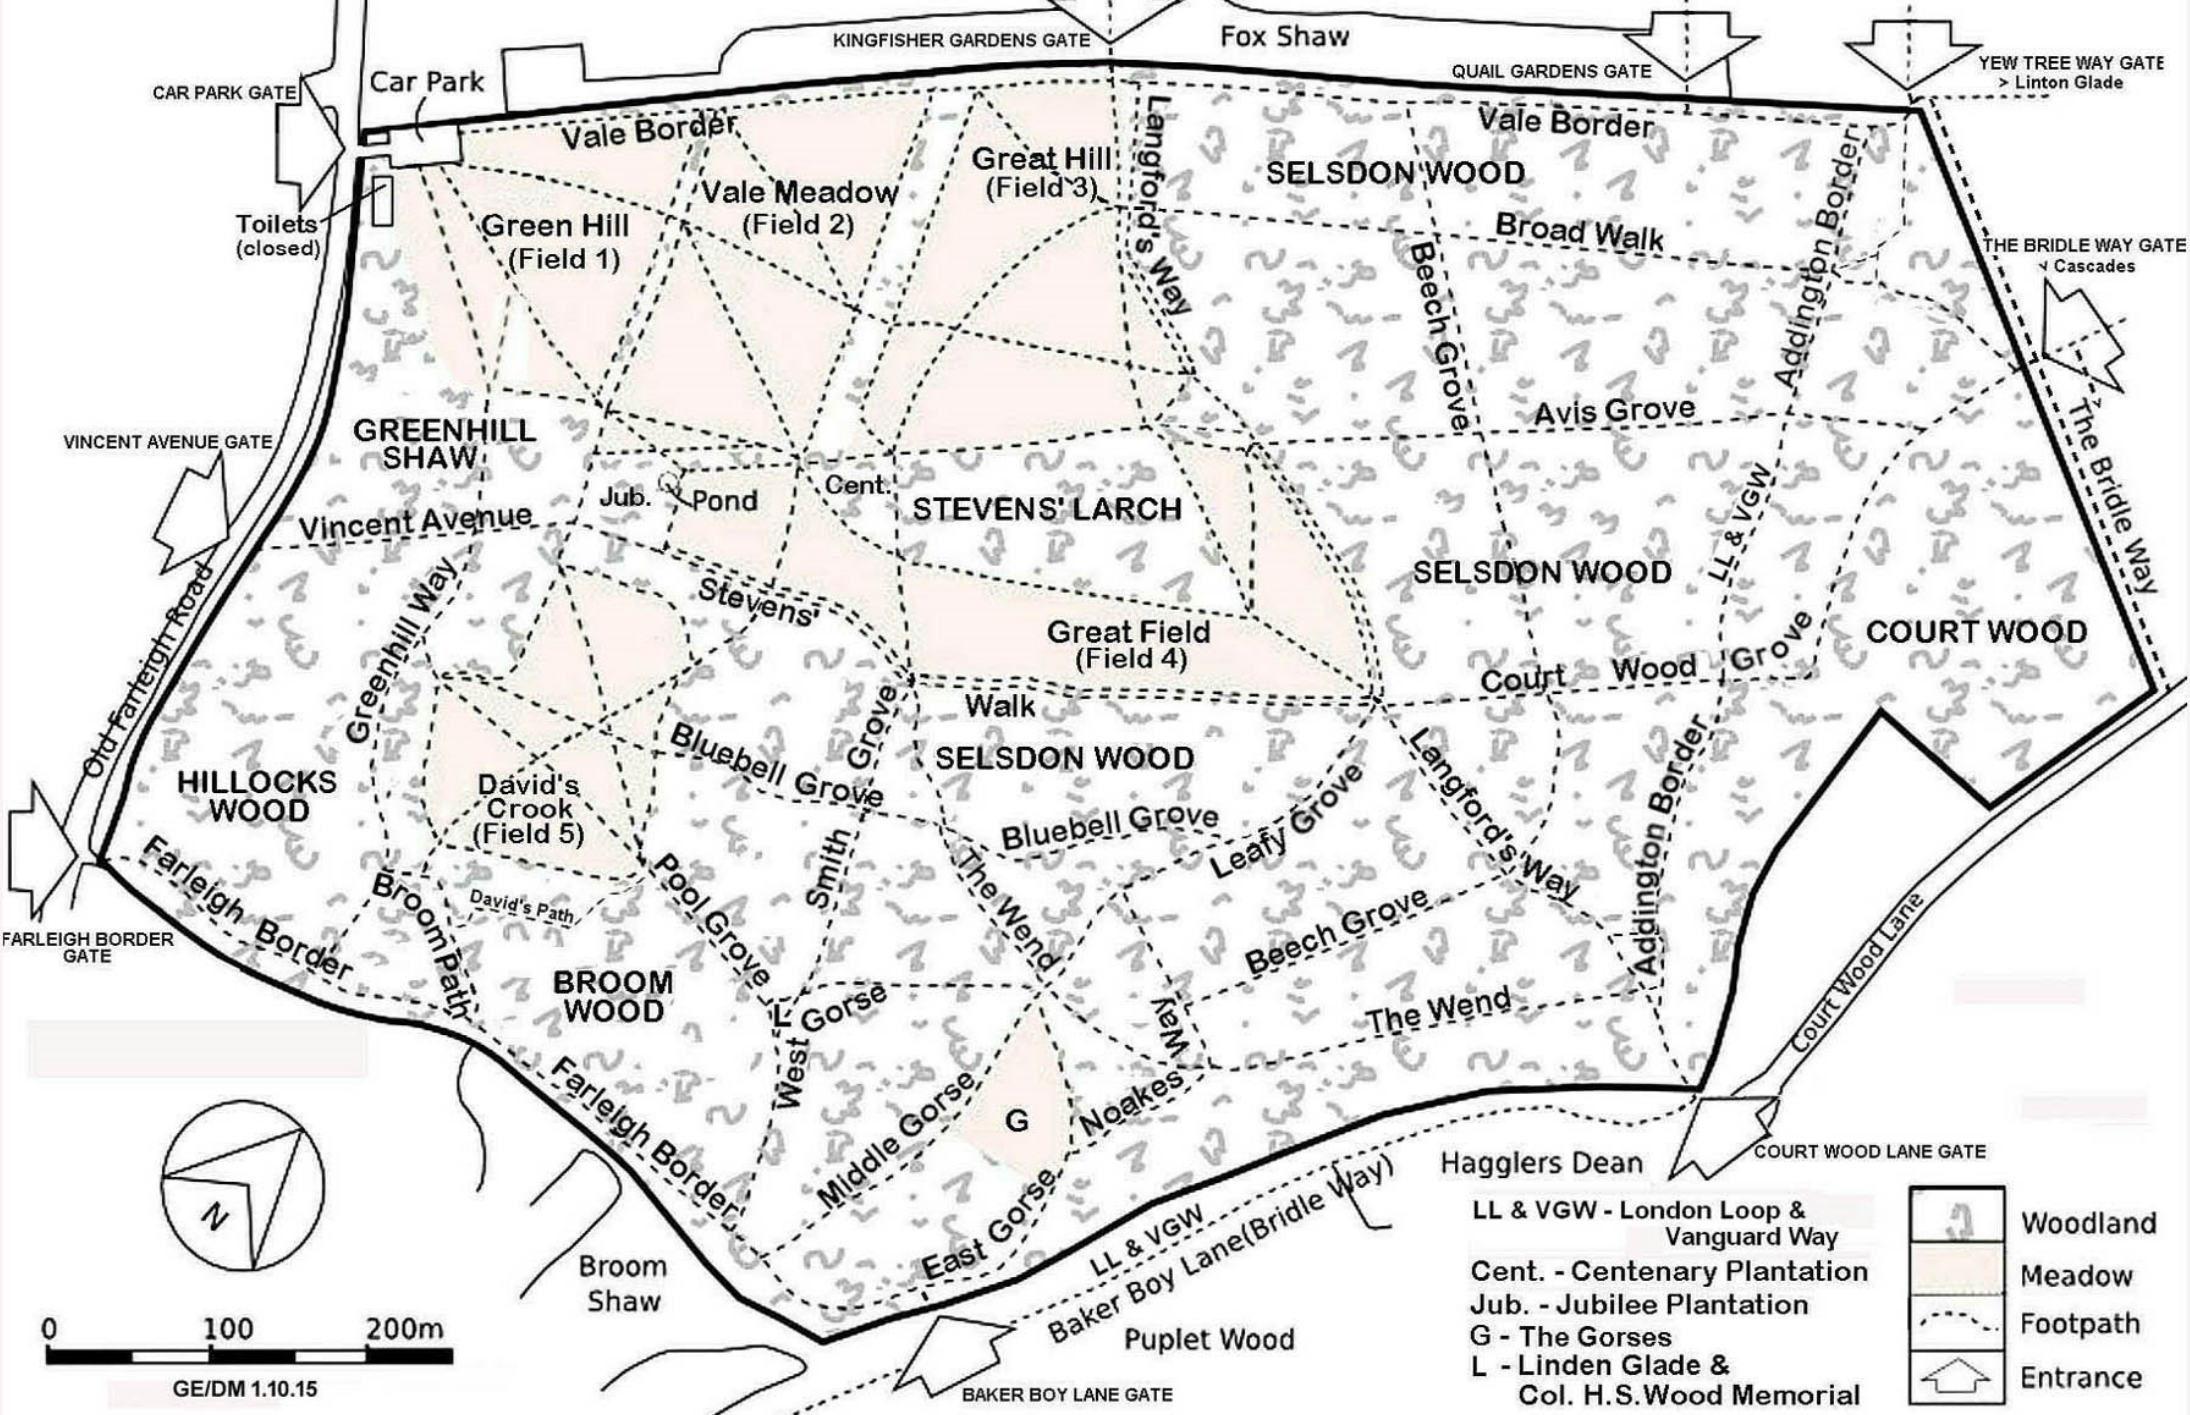 KINGFISHER GARDENS GATE
Fox Shaw
QUAIL GARDENS GATE
YEW TREE WAY GATE
> Linton Glade
CAR PARK GATE
Car Park
Vale Border
Vale Border
Langford's Way
SELSDON WOOD
Great Hill
(Field 3)
Vale Meadow
(Field 2)
Green Hill
(Field 1)
Toilets
(closed)
Broad Walk
Beech Grove
Addington Border
THE BRIDLE WAY GATE
Cascades
The Bridle Way
Avis Grove
GREENHILL
SHAW
VINCENT AVENUE GATE
Vincent Avenue
Jub.
Pond
Cent.
STEVENS' LARCH
LL & VGW
SELSDON WOOD
COURT WOOD
Old Farleigh Road
Greenhill Way
Stevens'
Great Field
(Field 4)
Court Wood Grove
Walk
SELSDON WOOD
HILLOCKS
WOOD
David's
Crook
(Field 5)
Bluebell Grove
Smith Grove
Bluebell Grove
Leafy Grove
Langford's Way
Addington Border
Farleigh Border
FARLEIGH BORDER
GATE
Broom Path
David's Path
Pool Grove
The Wend
Beech Grove
Court Wood Lane
BROOM
WOOD
L
West Gorse
The Wend
Noakes Way
Farleigh Border
Middle Gorse
G
East Gorse
N
Broom
Shaw
LL & VGW
Baker Boy Lane(Bridle Way)
Hagglers Dean
COURT WOOD LANE GATE
Puplet Wood
BAKER BOY LANE GATE
0 100 200m
GE/DM 1.10.15
LL & VGW - London Loop &
Vanguard Way
Cent. - Centenary Plantation
Jub. - Jubilee Plantation
G - The Gorses
L - Linden Glade &
Col. H.S.Wood Memorial
Woodland
Meadow
Footpath
Entrance